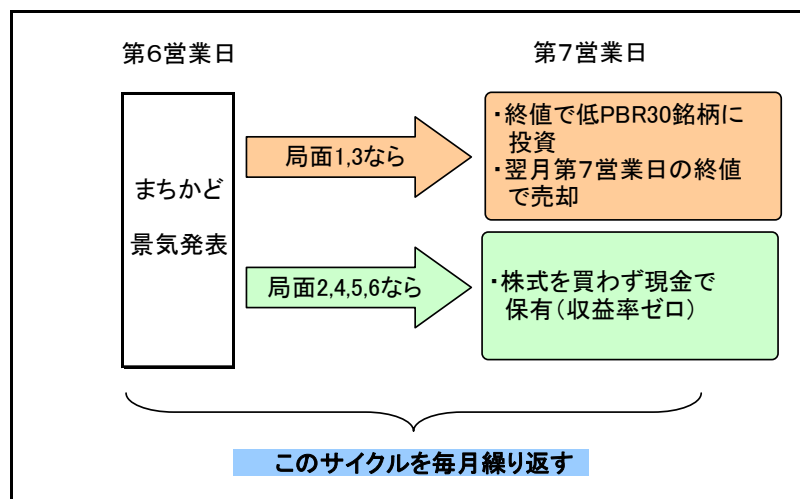 第6営業日
第7営業日
まちかど
景気発表
局面1,3なら
・終値で低PBR30銘柄に
投資
・翌月第7営業日の終値
で売却
局面2,4,5,6なら
・株式を買わず現金で
保有(収益率ゼロ)
このサイクルを毎月繰り返す